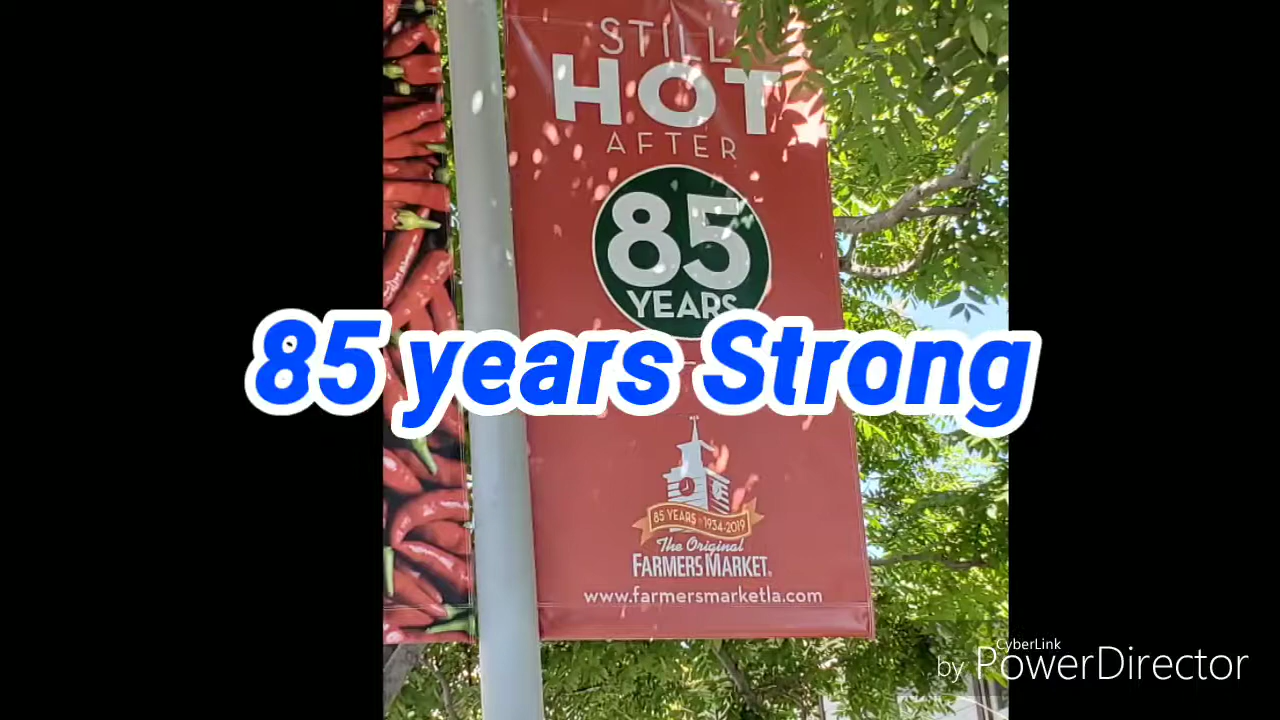 STILL
HOT
AFTER
85
YEARS
85 years Strong
85 YEARS 1934-2019
The Original
FARMERS MARKET
www.farmersmarketla.com
CyberLink
by PowerDirector